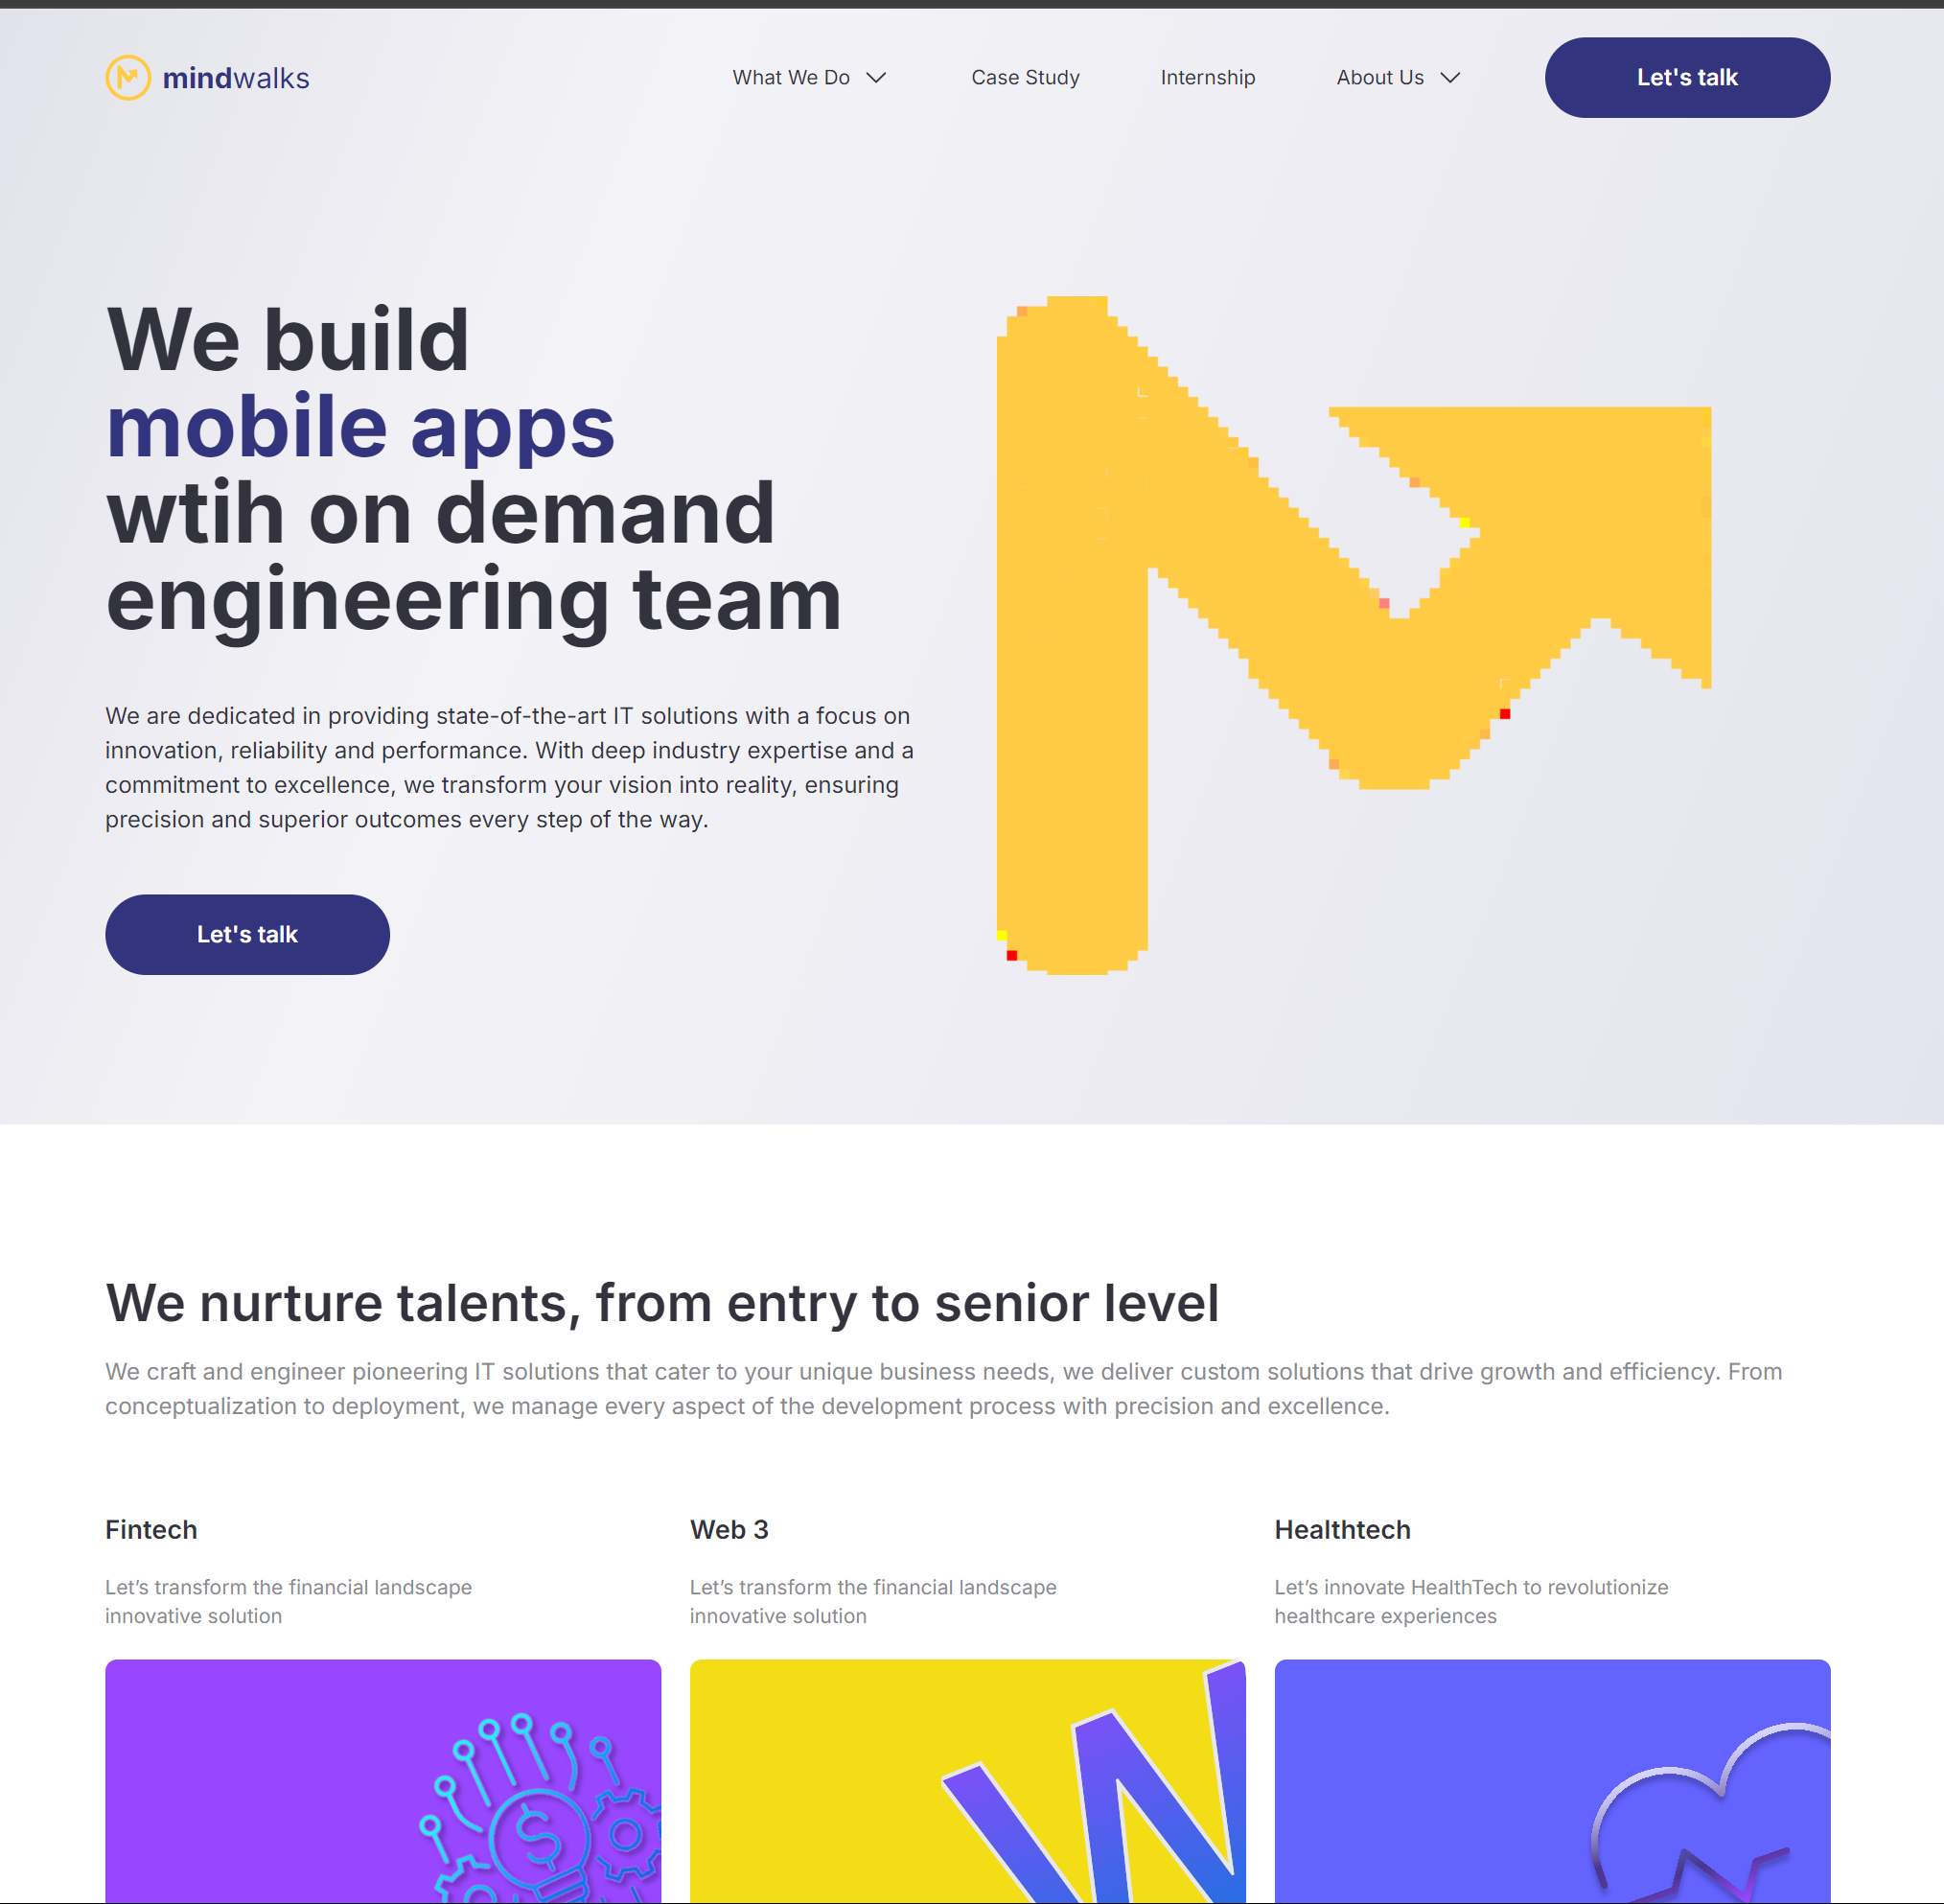 mindwalks
What We Do
Case Study
Internship
About Us
Let's talk
We build
mobile apps
wtih on demand
engineering team
We are dedicated in providing state-of-the-art IT solutions with a focus on
innovation, reliability and performance. With deep industry expertise and a
commitment to excellence, we transform your vision into reality, ensuring
precision and superior outcomes every step of the way.
Let's talk
We nurture talents, from entry to senior level
We craft and engineer pioneering IT solutions that cater to your unique business needs, we deliver custom solutions that drive growth and efficiency. From
conceptualization to deployment, we manage every aspect of the development process with precision and excellence.
Fintech
Let’s transform the financial landscape
innovative solution
Web 3
Let’s transform the financial landscape
innovative solution
Healthtech
Let’s innovate HealthTech to revolutionize
healthcare experiences
$
W